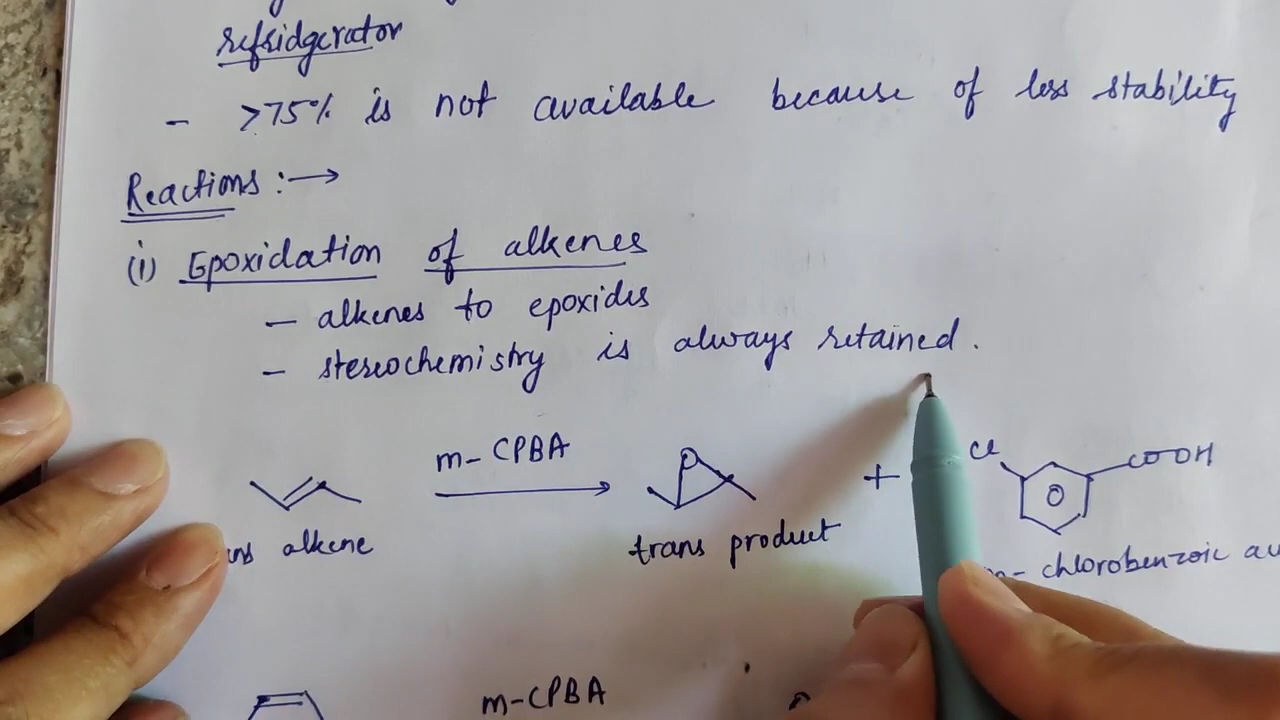 refridgerator
- >75% is not available because of less stability
Reactions :→
(i) Epoxidation of alkenes
- alkenes to epoxides
- stereochemistry is always retained.
m-CPBA
O
+
Cl
COOH
alkene
trans product
chlorobenzoic
m-CPBA